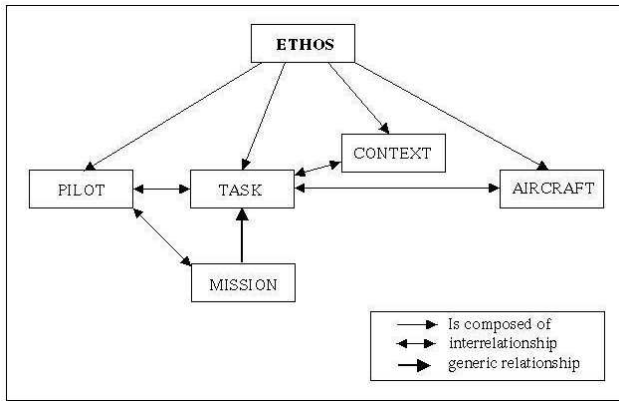 ETHOS
CONTEXT
PILOT
TASK
AIRCRAFT
MISSION
Is composed of
interrelationship
generic relationship